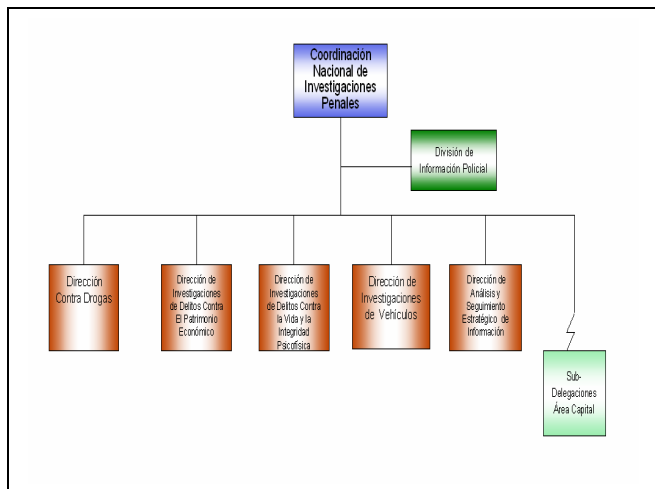 Coordinación
Nacional de
Investigaciones
Penales
División de
Información Policial
Dirección
Contra Drogas
Dirección de
Investigaciones
de Delitos Contra
El Patrimonio
Económico
Dirección de
Investigaciones
de Delitos Contra
la Vida y la
Integridad
Psicofísica
Dirección de
Investigaciones
de Vehículos
Dirección de
Análisis y
Seguimiento
Estratégico de
Información
Sub-
Delegaciones
Área Capital